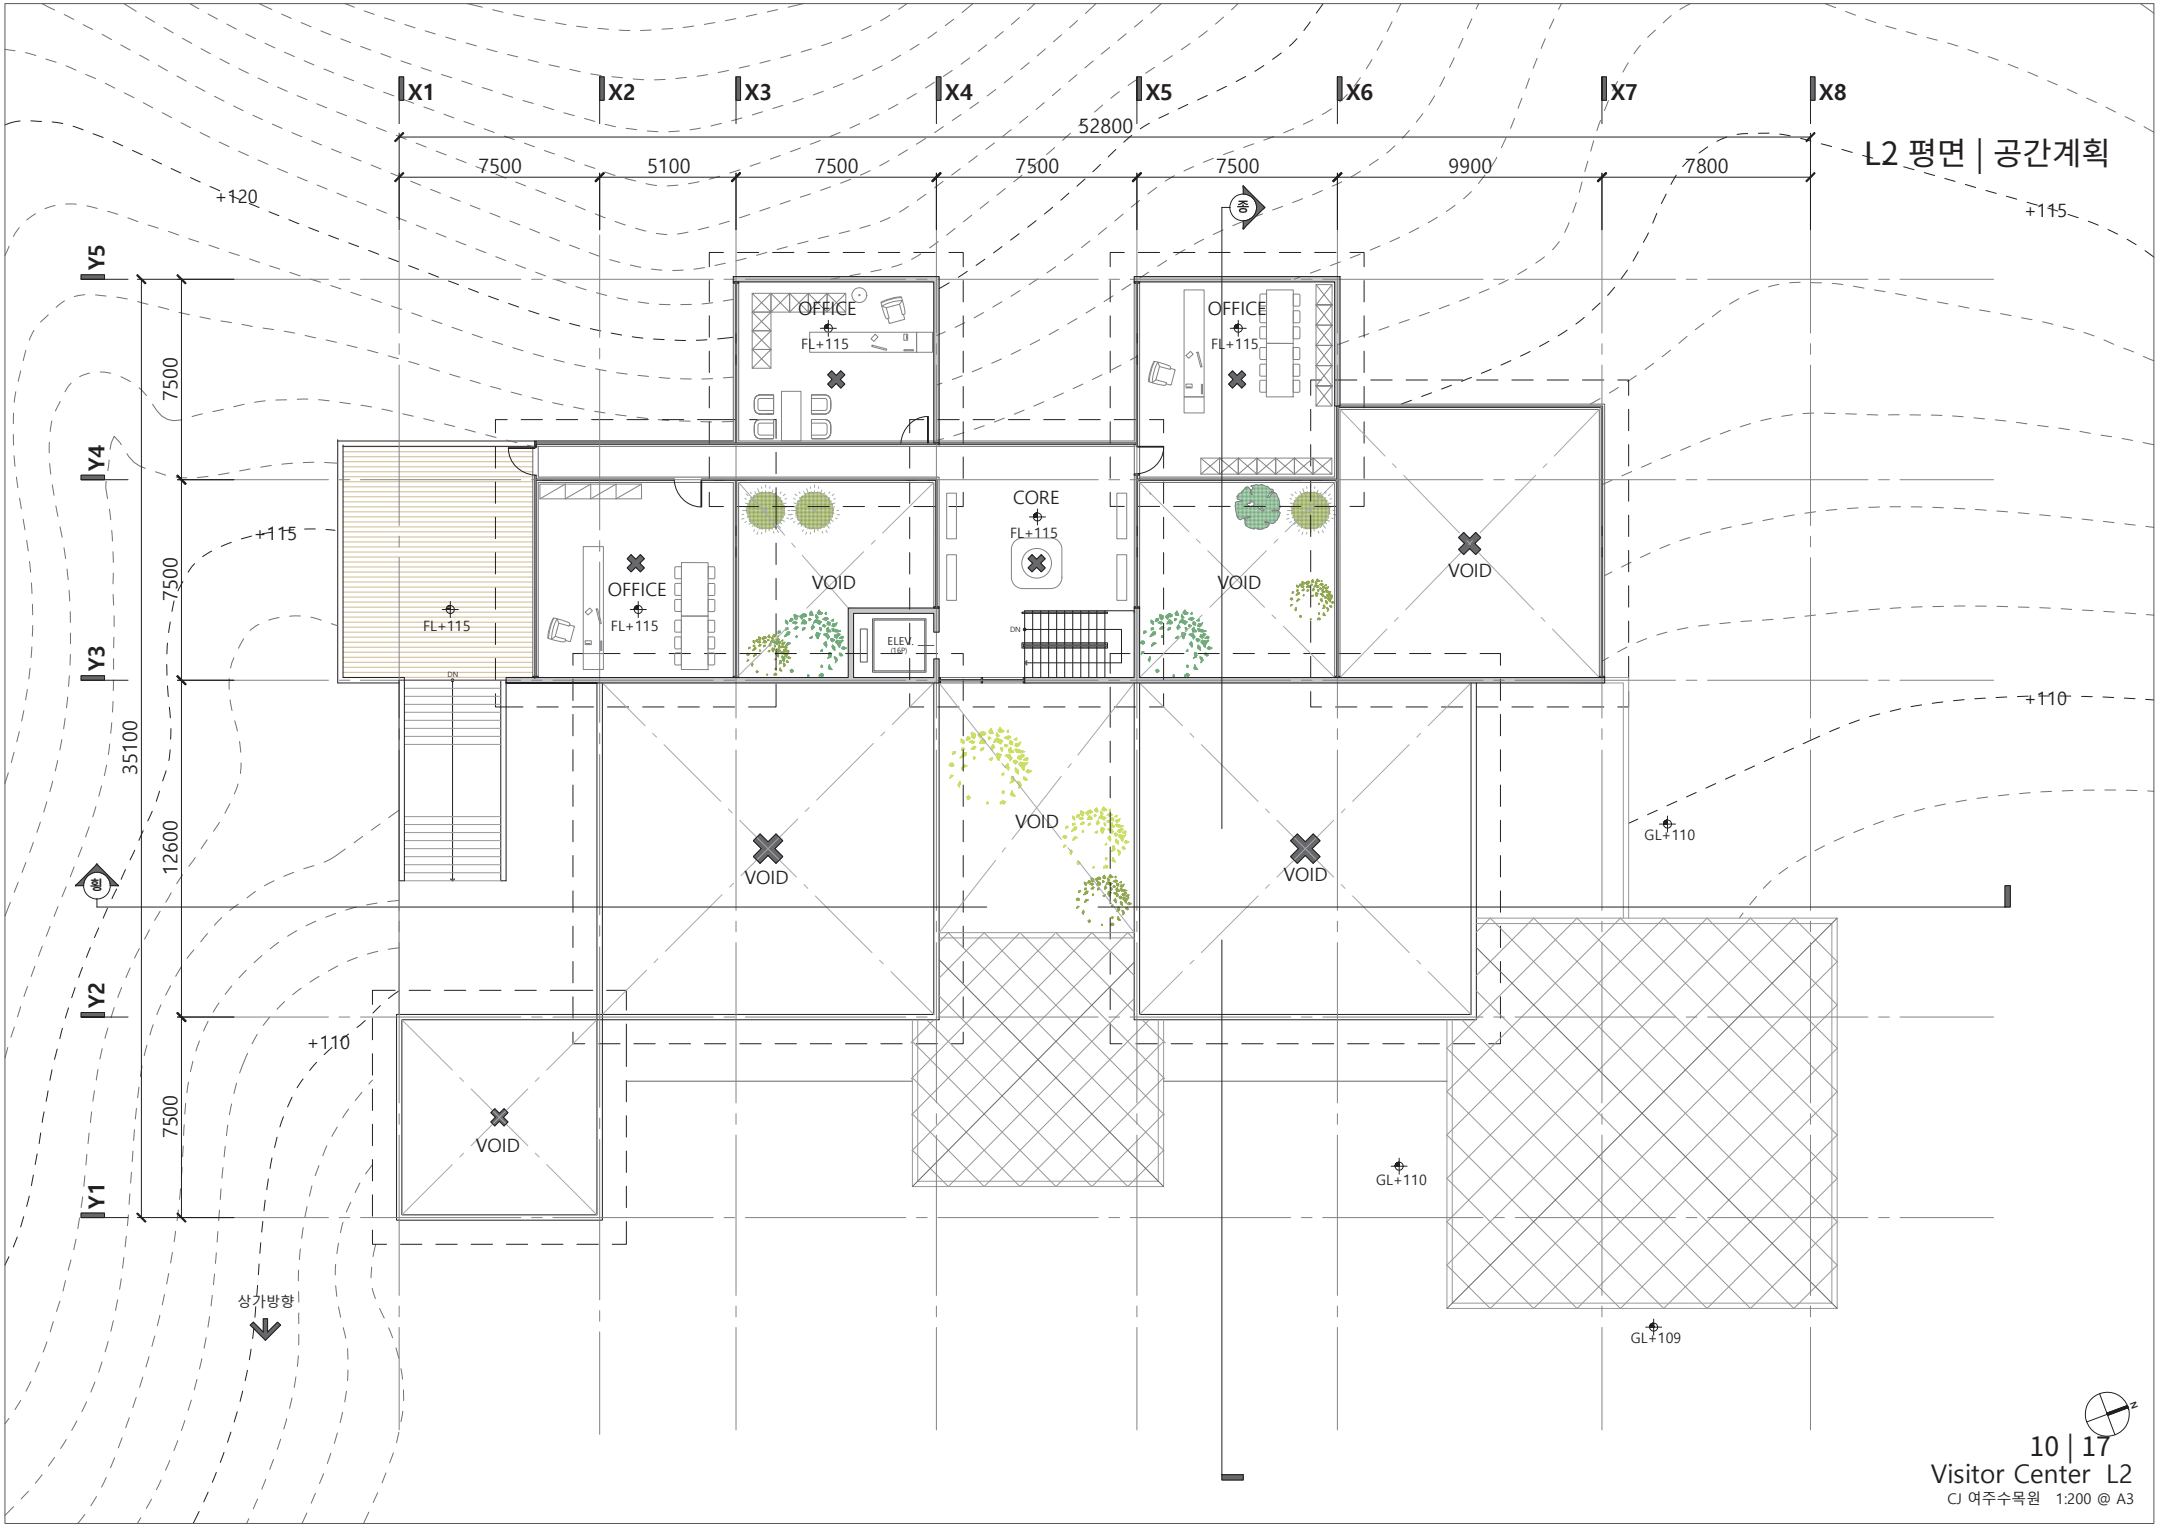 X1
X2
X3
X4
X5
X6
X7
X8
52800
7500
5100
7500
7500
7500
9900
7800
L2 평면 | 공간계획
+120
+115
종
Y5
Y4
Y3
Y2
Y1
7500
7500
12600
7500
35100
OFFICE
FL+115
OFFICE
FL+115
CORE
FL+115
+115
VOID
VOID
VOID
OFFICE
FL+115
FL+115
ELEV.
(16P)
DN
DN
+110
VOID
VOID
VOID
GL+110
횡
+110
VOID
GL+110
상가방향
GL+109
N
10 | 17
Visitor Center L2
CJ 여주수목원 1:200 @ A3